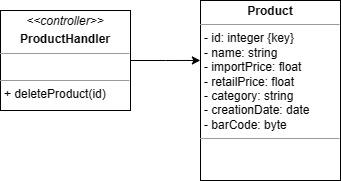 <<controller>>
ProductHandler
+ deleteProduct(id)
Product
- id: integer {key}
- name: string
- importPrice: float
- retailPrice: float
- category: string
- creationDate: date
- barCode: byte